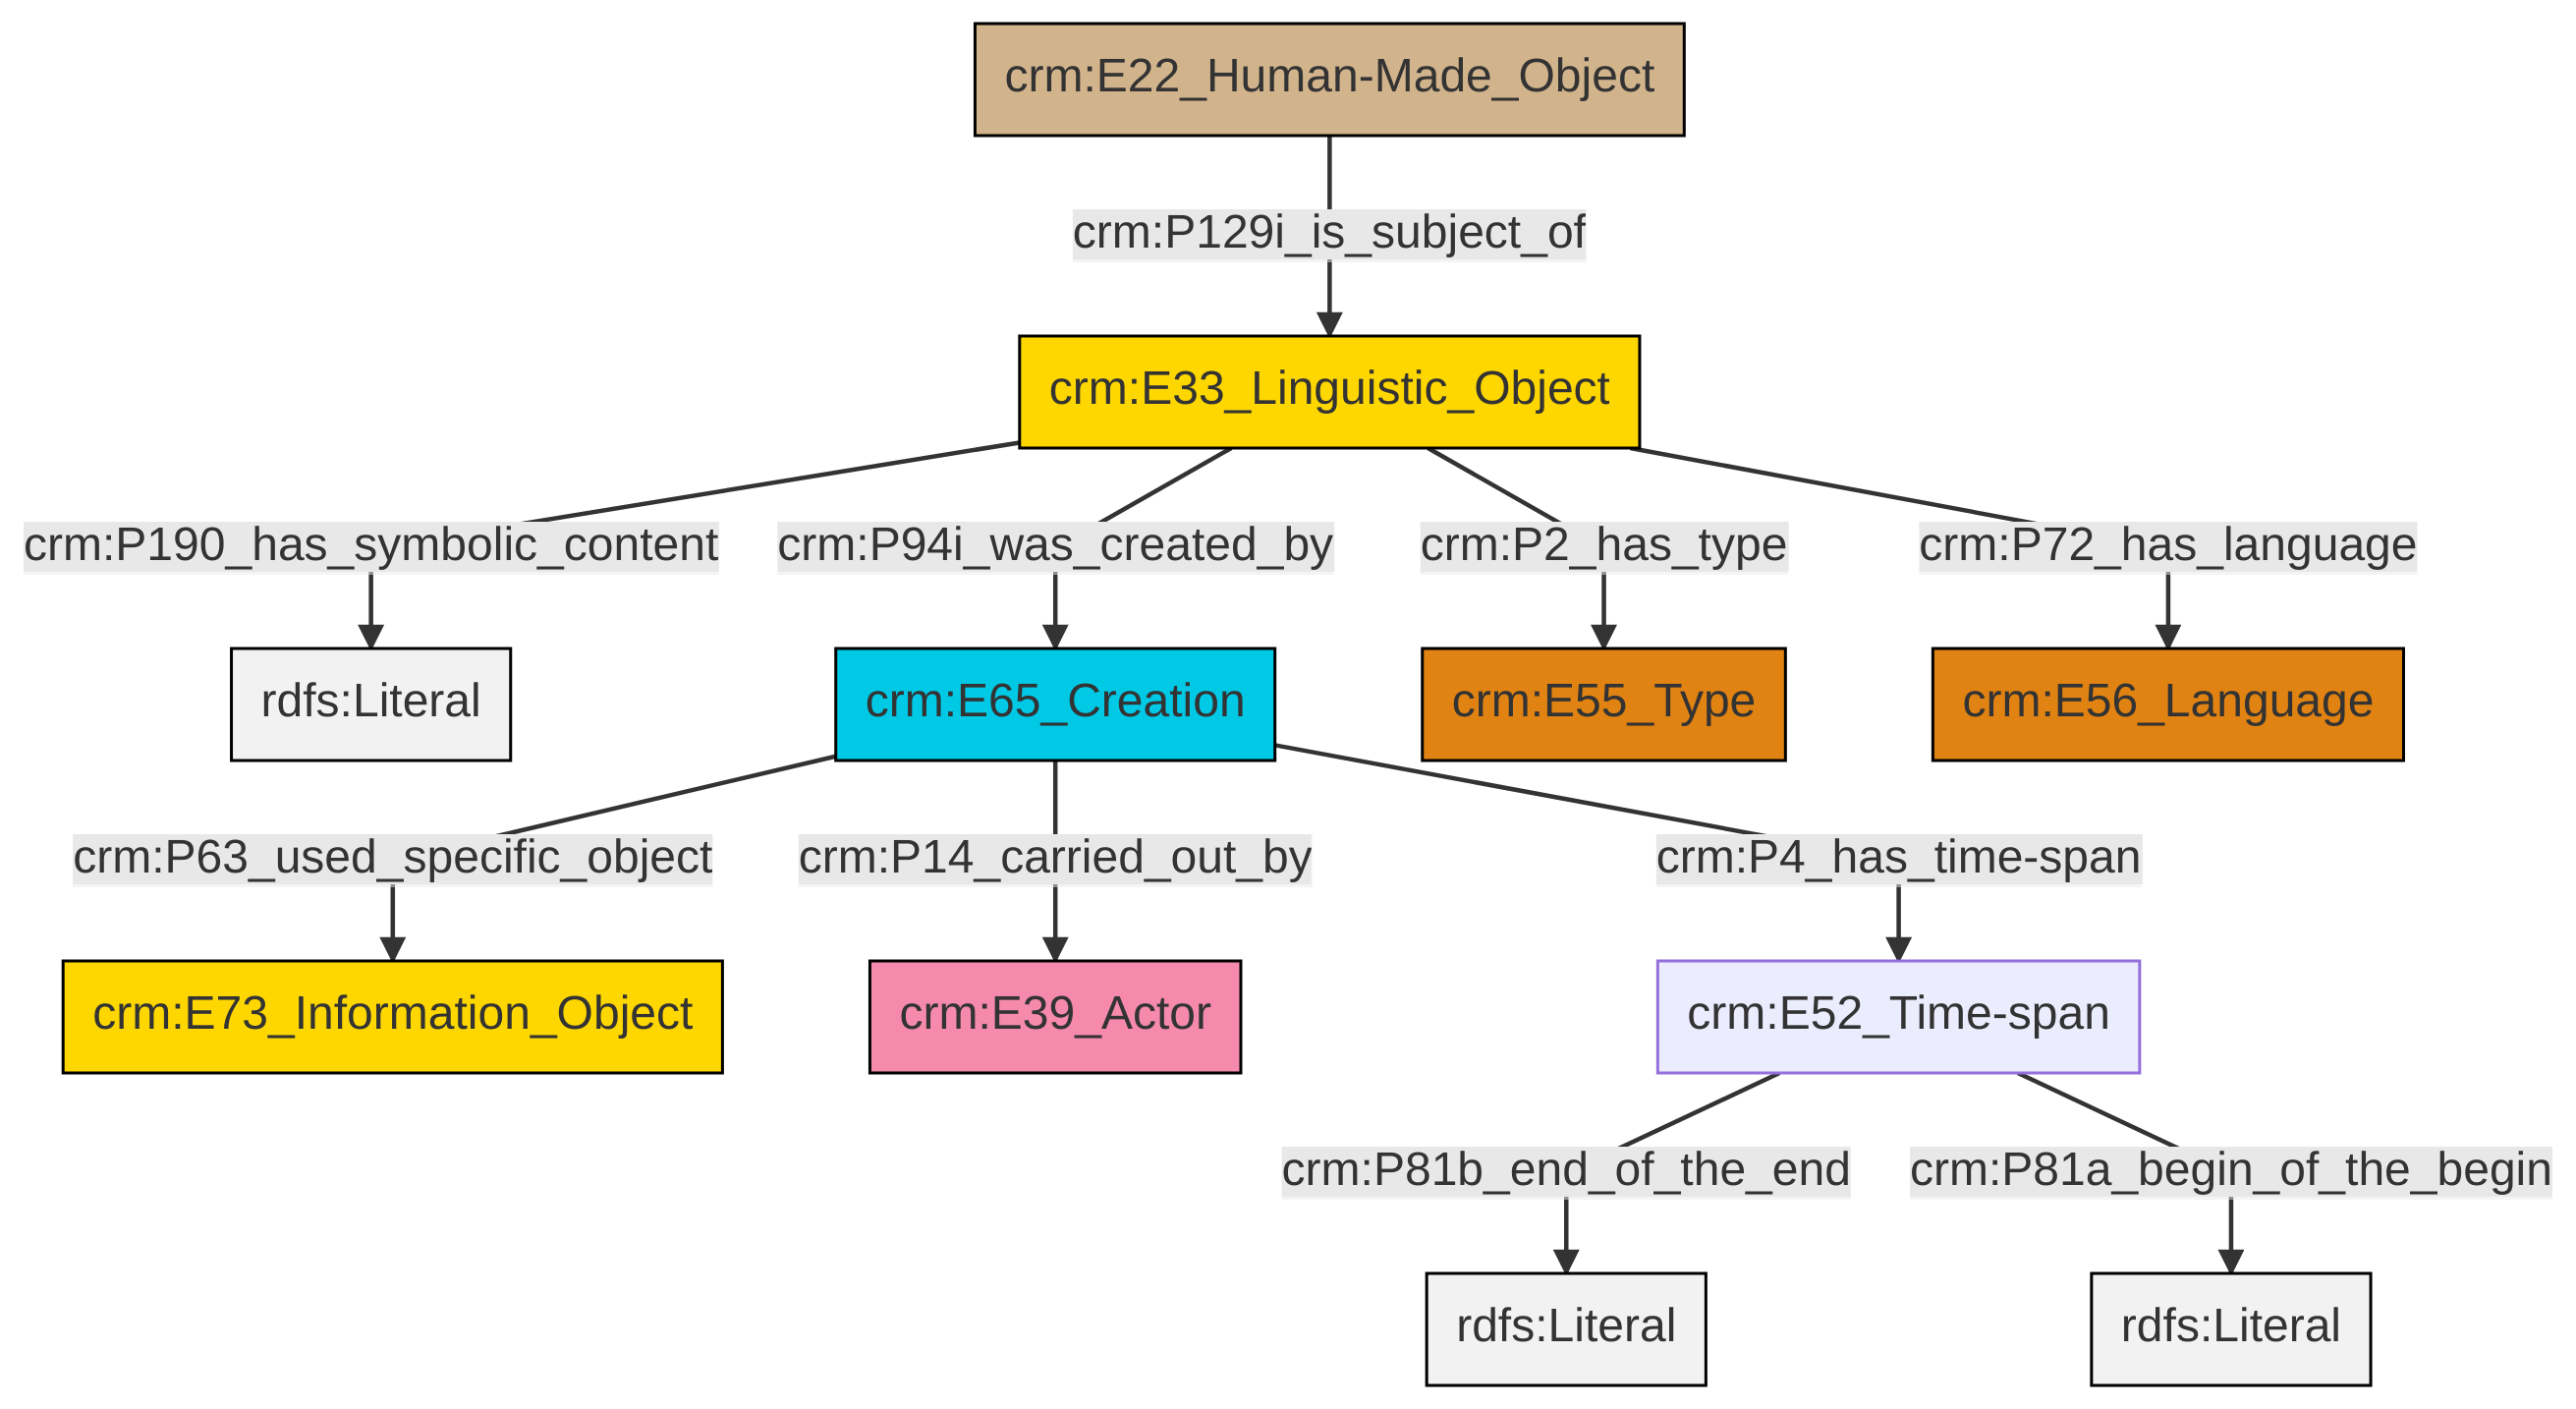 crm:E22_Human-Made_Object
crm:P129i_is_subject_of
crm:E33_Linguistic_Object
crm:P190_has_symbolic_content
crm:P94i_was_created_by
crm:P2_has_type
crm:P72_has_language
rdfs:Literal
crm:E65_Creation
crm:E55_Type
crm:E56_Language
crm:P63_used_specific_object
crm:P14_carried_out_by
crm:P4_has_time-span
crm:E73_Information_Object
crm:E39_Actor
crm:E52_Time-span
crm:P81b_end_of_the_end
crm:P81a_begin_of_the_begin
rdfs:Literal
rdfs:Literal